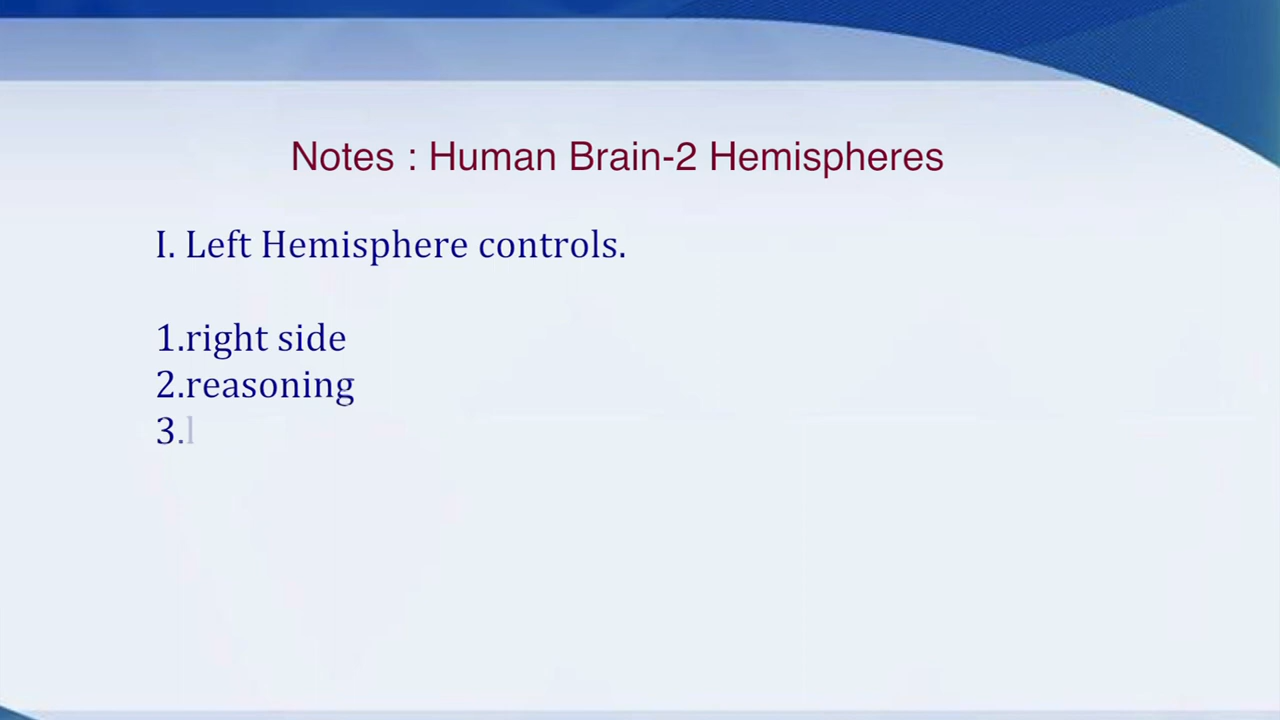 Notes : Human Brain-2 Hemispheres
I. Left Hemisphere controls.
1.right side
2.reasoning
3.l